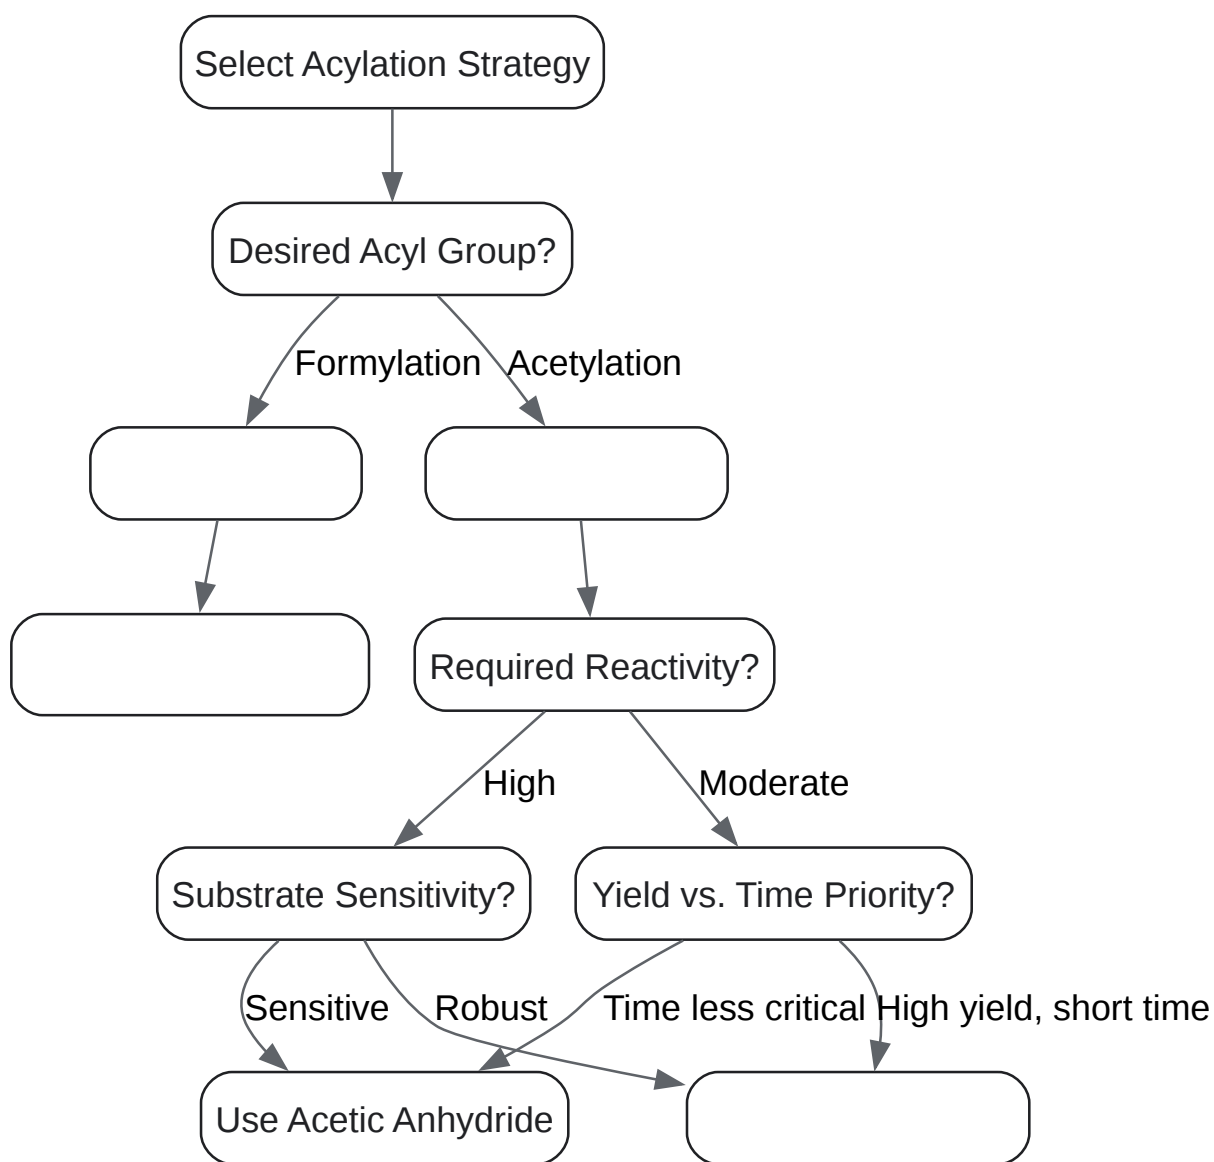 Select Acylation Strategy
Desired Acyl Group?
Formylation
Acetylation
Required Reactivity?
High
Moderate
Substrate Sensitivity?
Yield vs. Time Priority?
Sensitive
Robust
Time less critical
High yield, short time
Use Acetic Anhydride